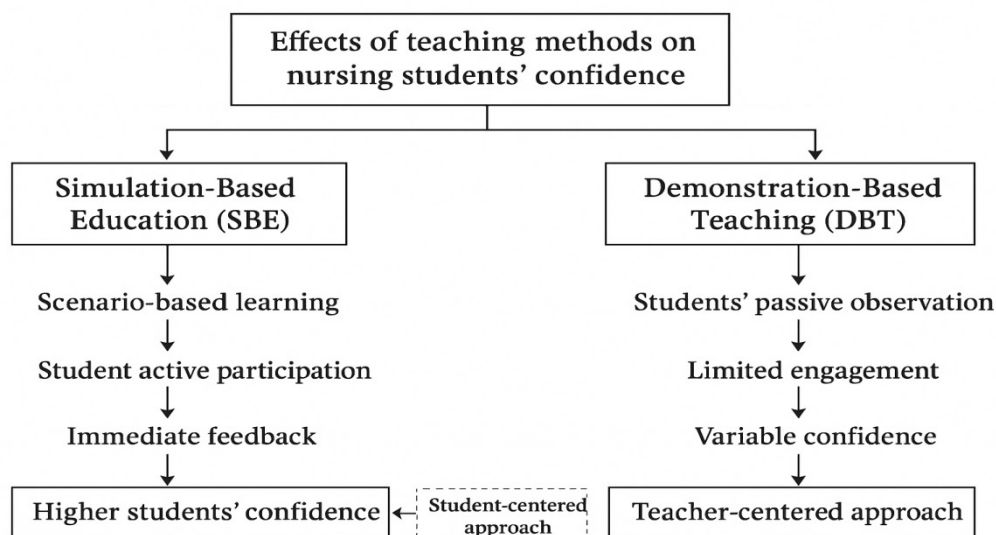 Effects of teaching methods on
nursing students’ confidence
Simulation-Based
Education (SBE)
Demonstration-Based
Teaching (DBT)
Scenario-based learning
Students’ passive observation
Student active participation
Limited engagement
Immediate feedback
Variable confidence
Higher students’ confidence
Student-centered
approach
Teacher-centered approach